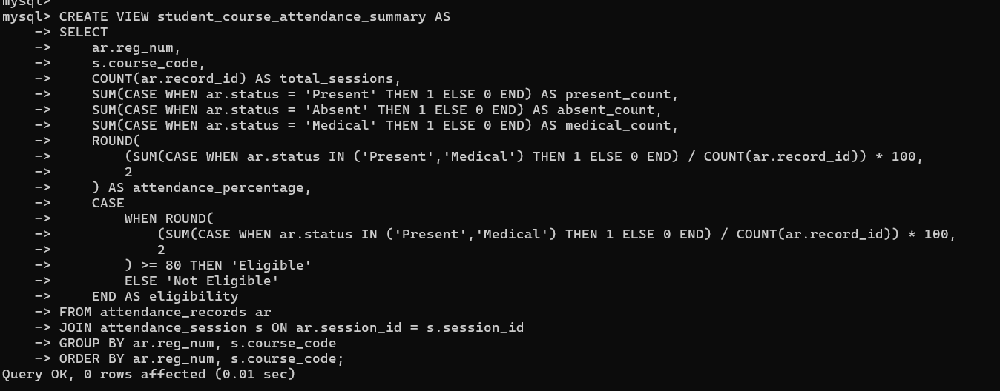 mysql>
mysql> CREATE VIEW student_course_attendance_summary AS
    -> SELECT
    ->     ar.reg_num,
    ->     s.course_code,
    ->     COUNT(ar.record_id) AS total_sessions,
    ->     SUM(CASE WHEN ar.status = 'Present' THEN 1 ELSE 0 END) AS present_count,
    ->     SUM(CASE WHEN ar.status = 'Absent' THEN 1 ELSE 0 END) AS absent_count,
    ->     SUM(CASE WHEN ar.status = 'Medical' THEN 1 ELSE 0 END) AS medical_count,
    ->     ROUND(
    ->         (SUM(CASE WHEN ar.status IN ('Present','Medical') THEN 1 ELSE 0 END) / COUNT(ar.record_id)) * 100,
    ->         2
    ->     ) AS attendance_percentage,
    ->     CASE
    ->         WHEN ROUND(
    ->             (SUM(CASE WHEN ar.status IN ('Present','Medical') THEN 1 ELSE 0 END) / COUNT(ar.record_id)) * 100,
    ->             2
    ->         ) >= 80 THEN 'Eligible'
    ->         ELSE 'Not Eligible'
    ->     END AS eligibility
    -> FROM attendance_records ar
    -> JOIN attendance_session s ON ar.session_id = s.session_id
    -> GROUP BY ar.reg_num, s.course_code
    -> ORDER BY ar.reg_num, s.course_code;
Query OK, 0 rows affected (0.01 sec)